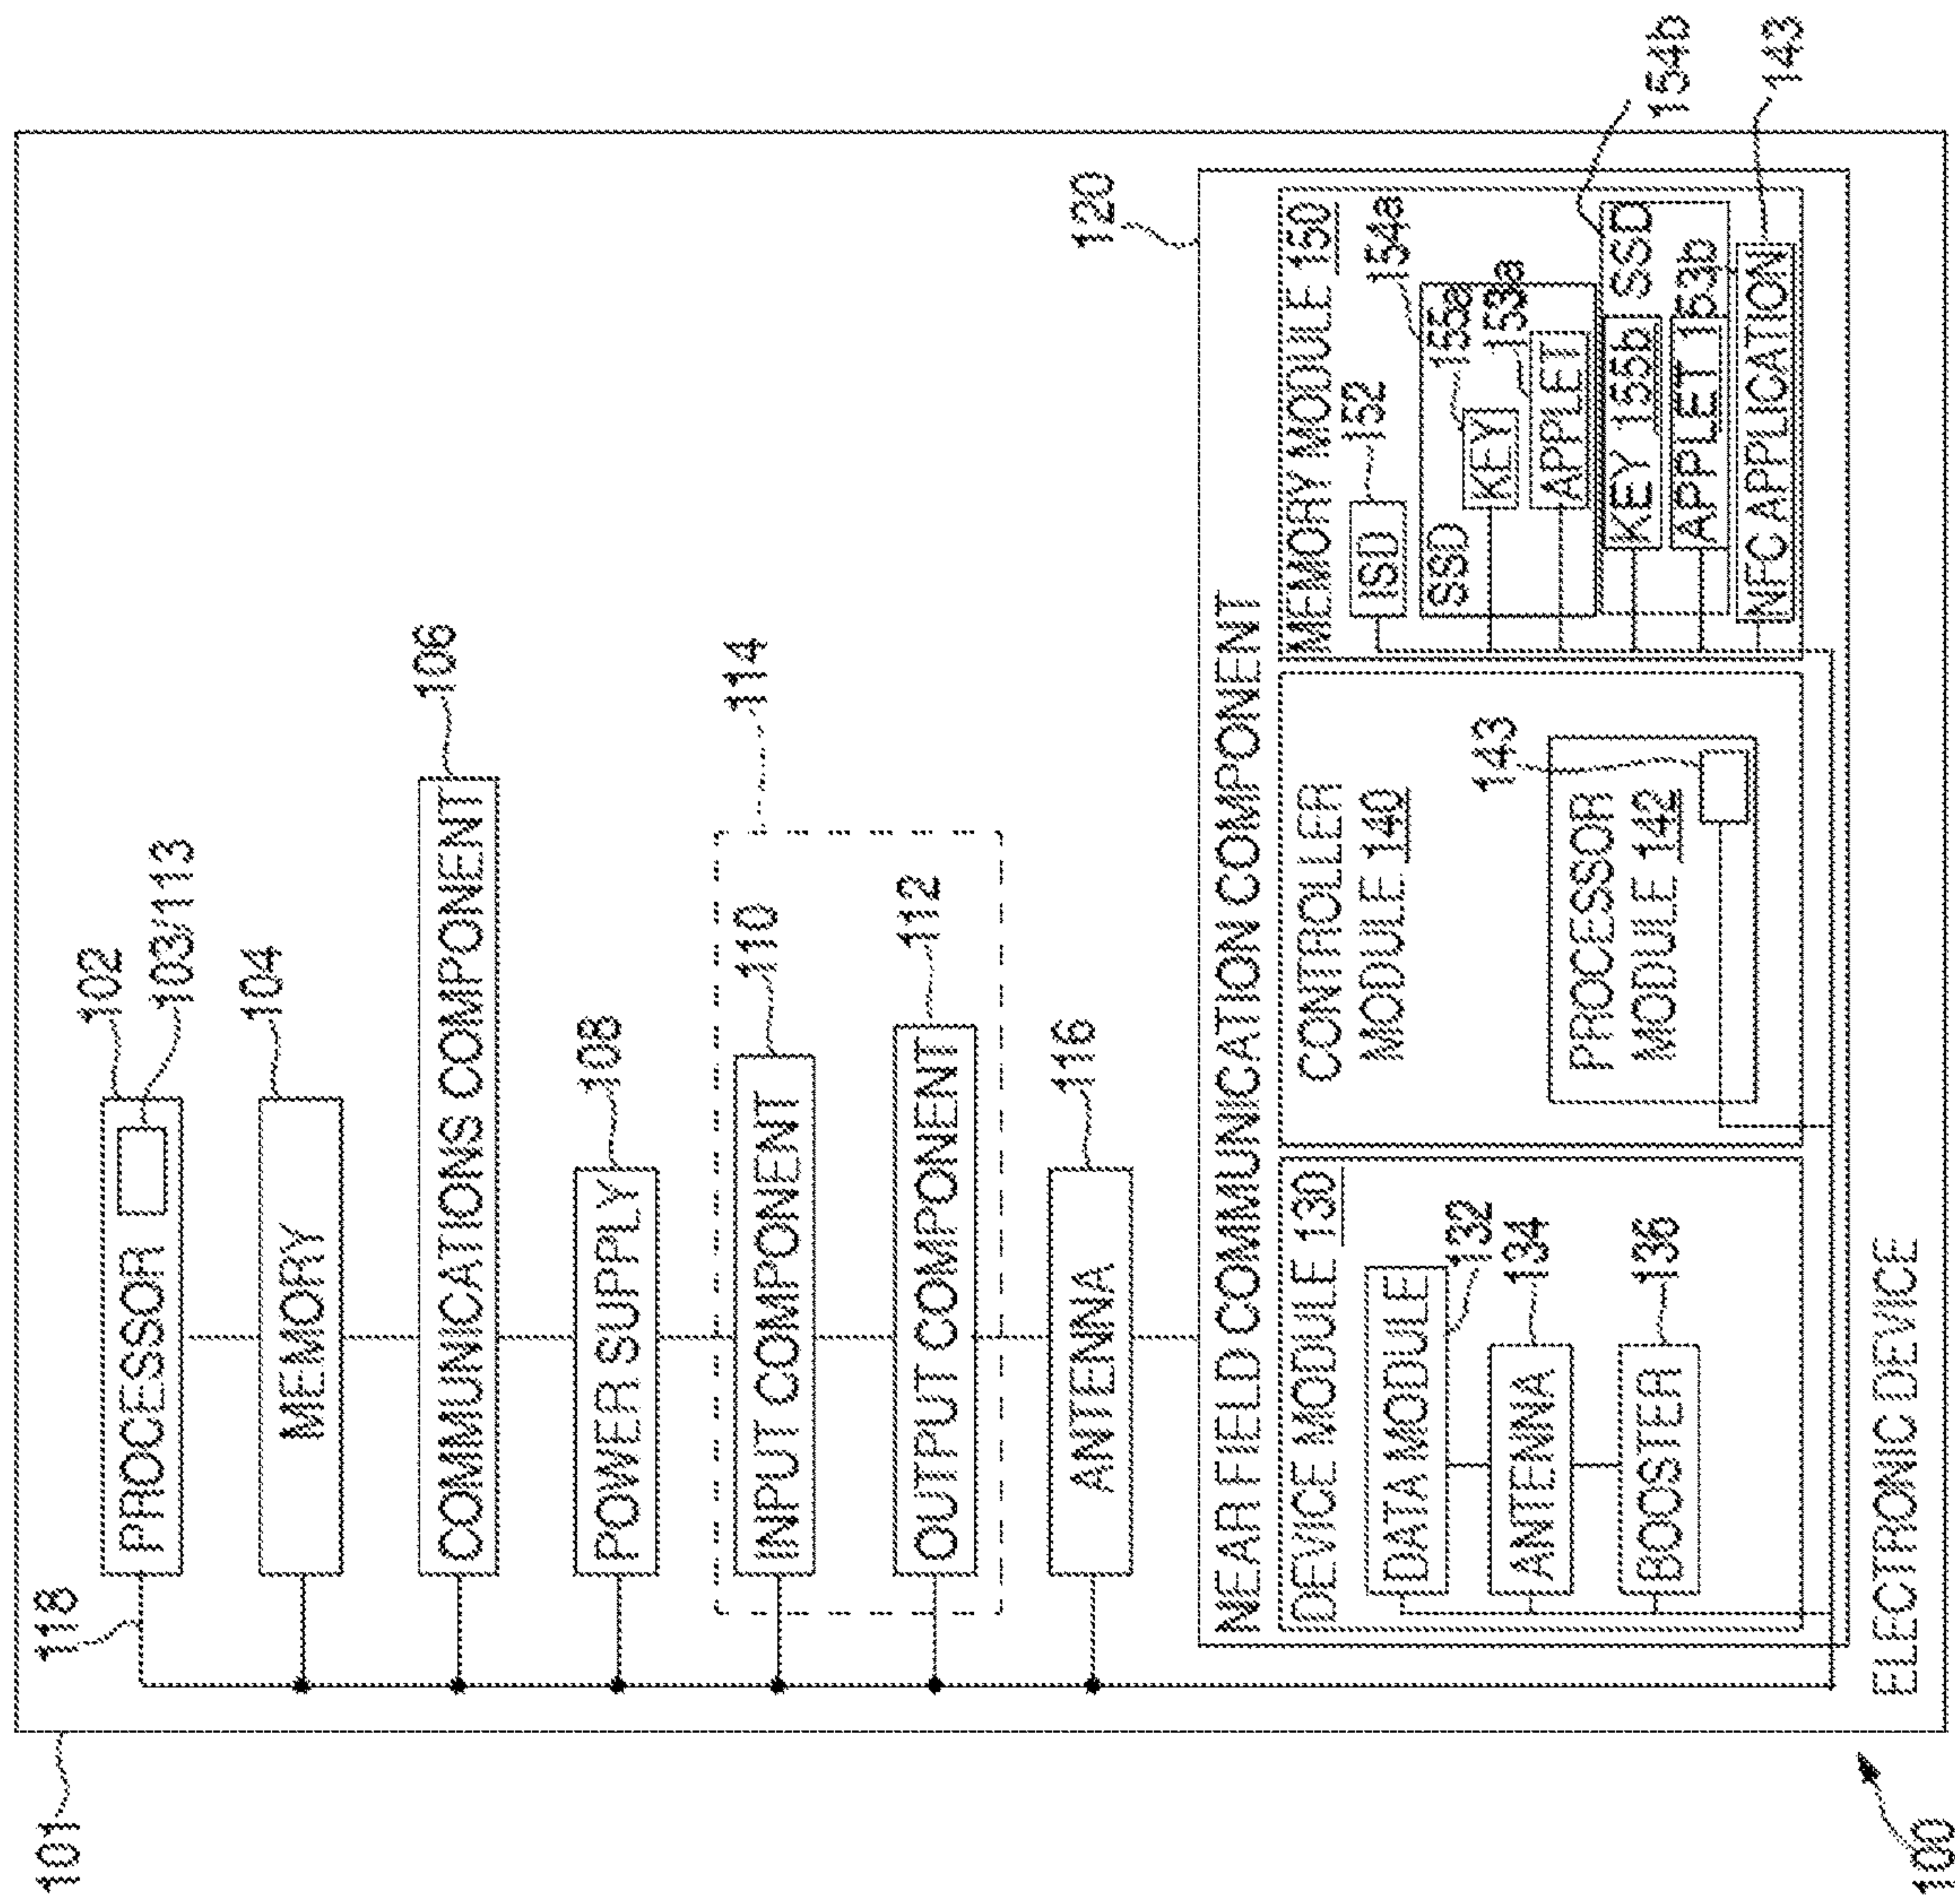 101
118
PROCESSOR
102
103/113
MEMORY
104
COMMUNICATIONS COMPONENT
106
POWER SUPPLY
108
114
INPUT COMPONENT
110
OUTPUT COMPONENT
112
ANTENNA
116
120
NEAR FIELD COMMUNICATION COMPONENT
DEVICE MODULE 130
DATA MODULE
132
ANTENNA
134
BOOSTER
136
CONTROLLER
MODULE 140
143
PROCESSOR
MODULE 142
MEMORY MODULE 150
ISD
152
154a
SSD
KEY
155a
APPLET
153a
KEY 155b SSD
154b
APPLET 153b
NFC APPLICATION
143
ELECTRONIC DEVICE
100